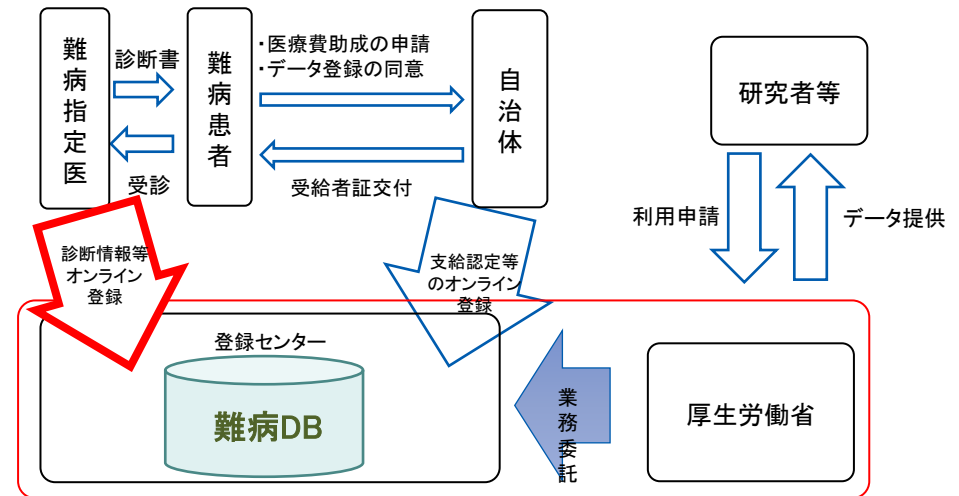 難病指定医
診断書
受診
難病患者
・医療費助成の申請
・データ登録の同意
受給者証交付
自治体
研究者等
利用申請
データ提供
診断情報等
オンライン
登録
支給認定等
のオンライン
登録
登録センター
難病DB
業務委託
厚生労働省